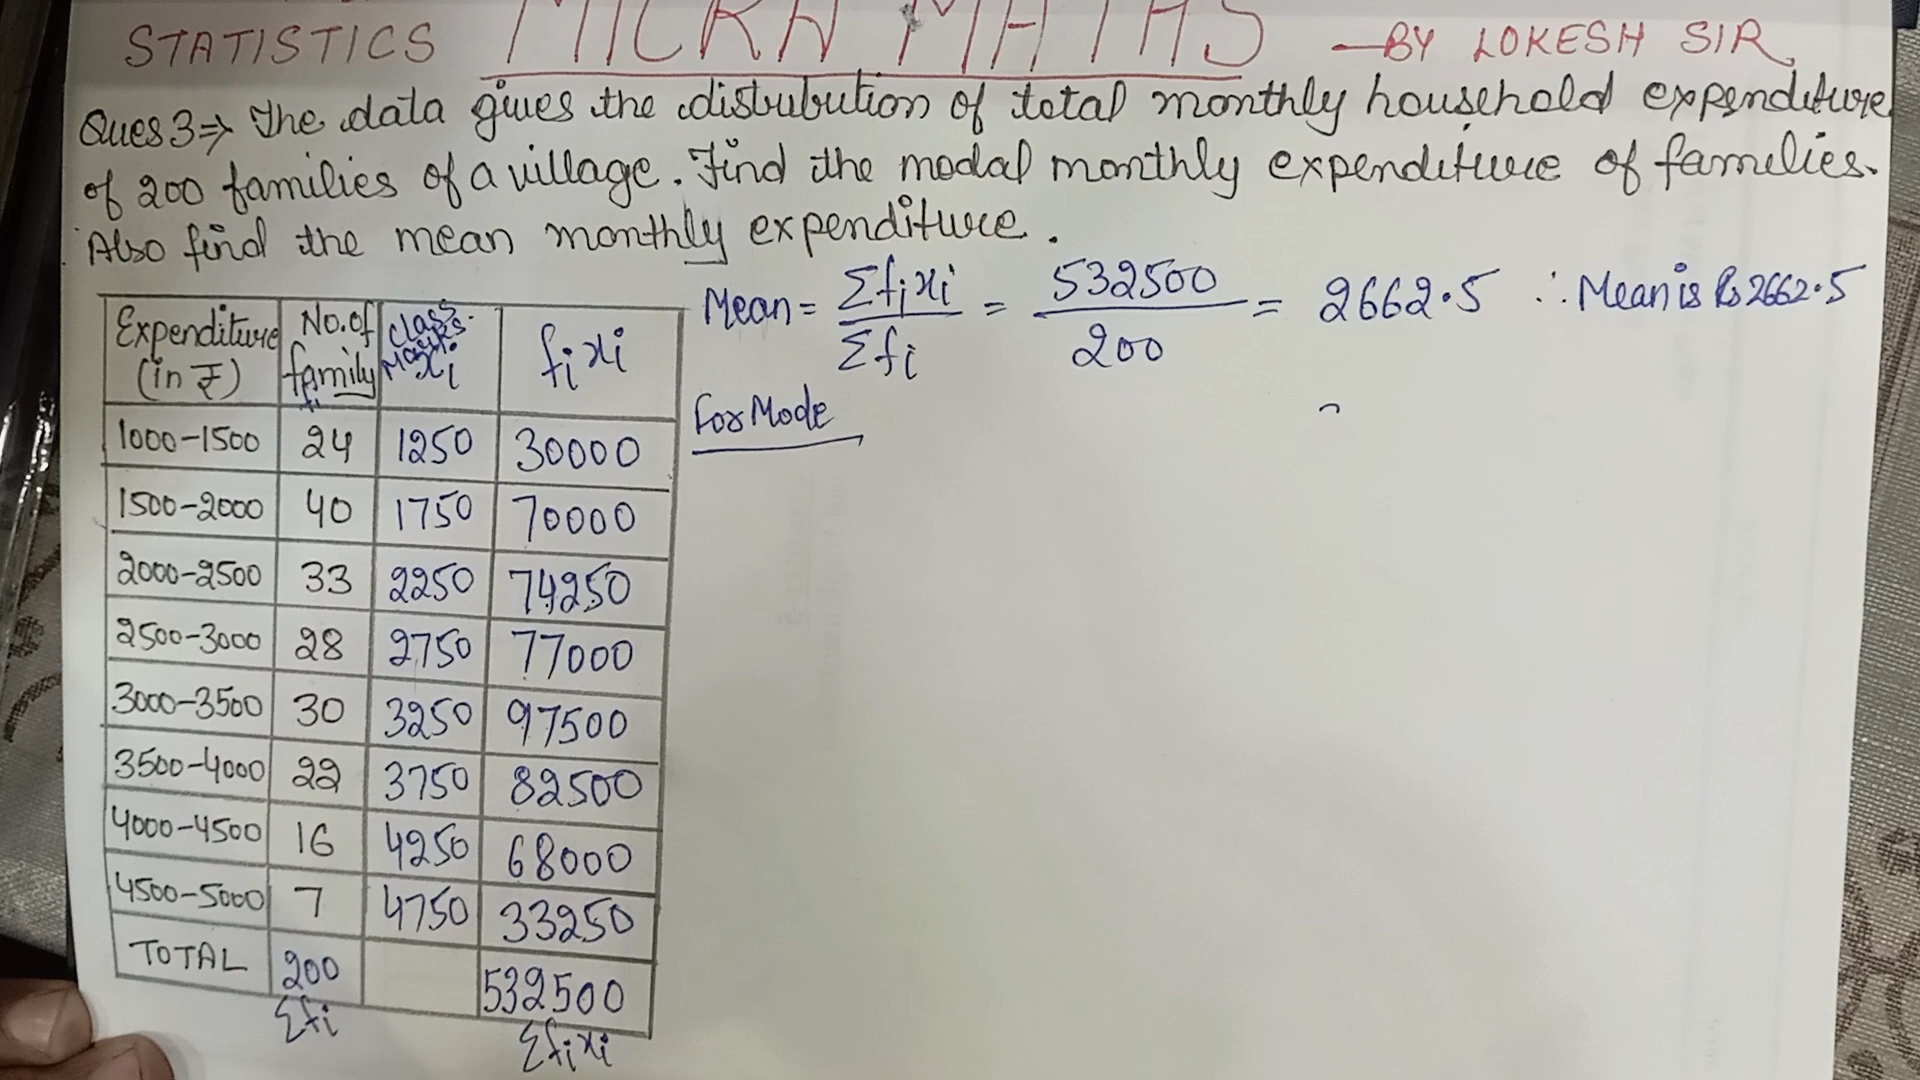 STATISTICS MICRA MATHS -BY LOKESH SIR
Ques 3⇒ The data gives the distribution of total monthly household expenditure
of 200 families of a village. Find the modal monthly expenditure of families.
Also find the mean monthly expenditure.
Mean = Σfixi / Σfi = 532500 / 200 = 2662.5 ∴ Mean is Rs 2662.5
For Mode
Expenditure (in ₹) No. of family fi Class Marks xi fixi
1000-1500 24 1250 30000
1500-2000 40 1750 70000
2000-2500 33 2250 74250
2500-3000 28 2750 77000
3000-3500 30 3250 97500
3500-4000 22 3750 82500
4000-4500 16 4250 68000
4500-5000 7 4750 33250
TOTAL 200 532500
Σfi Σfixi